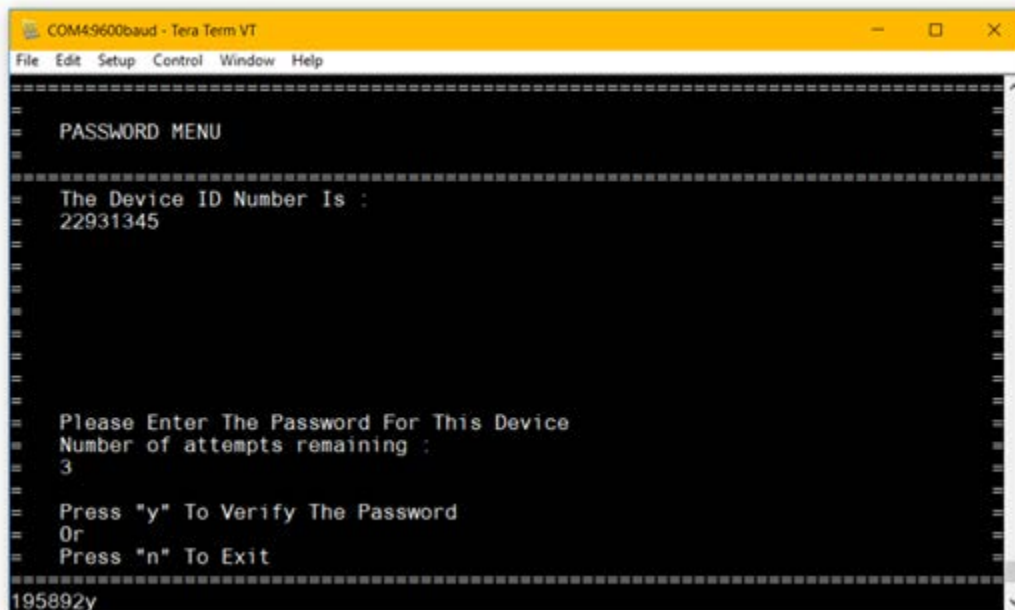 COM4:9600baud - Tera Term VT
File Edit Setup Control Window Help
PASSWORD MENU
The Device ID Number Is :
22931345
Please Enter The Password For This Device
Number of attempts remaining :
3
Press "y" To Verify The Password
Or
Press "n" To Exit
195892y